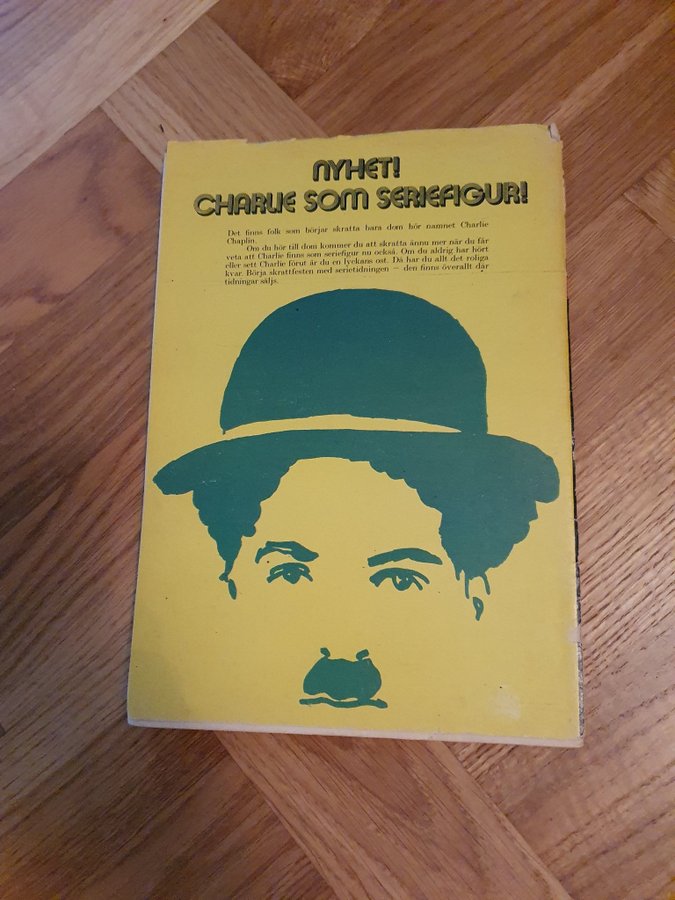 NYHET!
CHARLIE SOM SERIEFIGUR!
Det finns folk som börjar skratta bara dom hör namnet Charlie
Chaplin.
Om du hör till dom kommer du att skratta ännu mer när du får
veta att Charlie finns som seriefigur nu också. Om du aldrig har hört
eller sett Charlie förut är du en lyckans ost. Då har du allt det roliga
kvar. Börja skrattfesten med serietidningen — den finns överallt där
tidningar säljs.